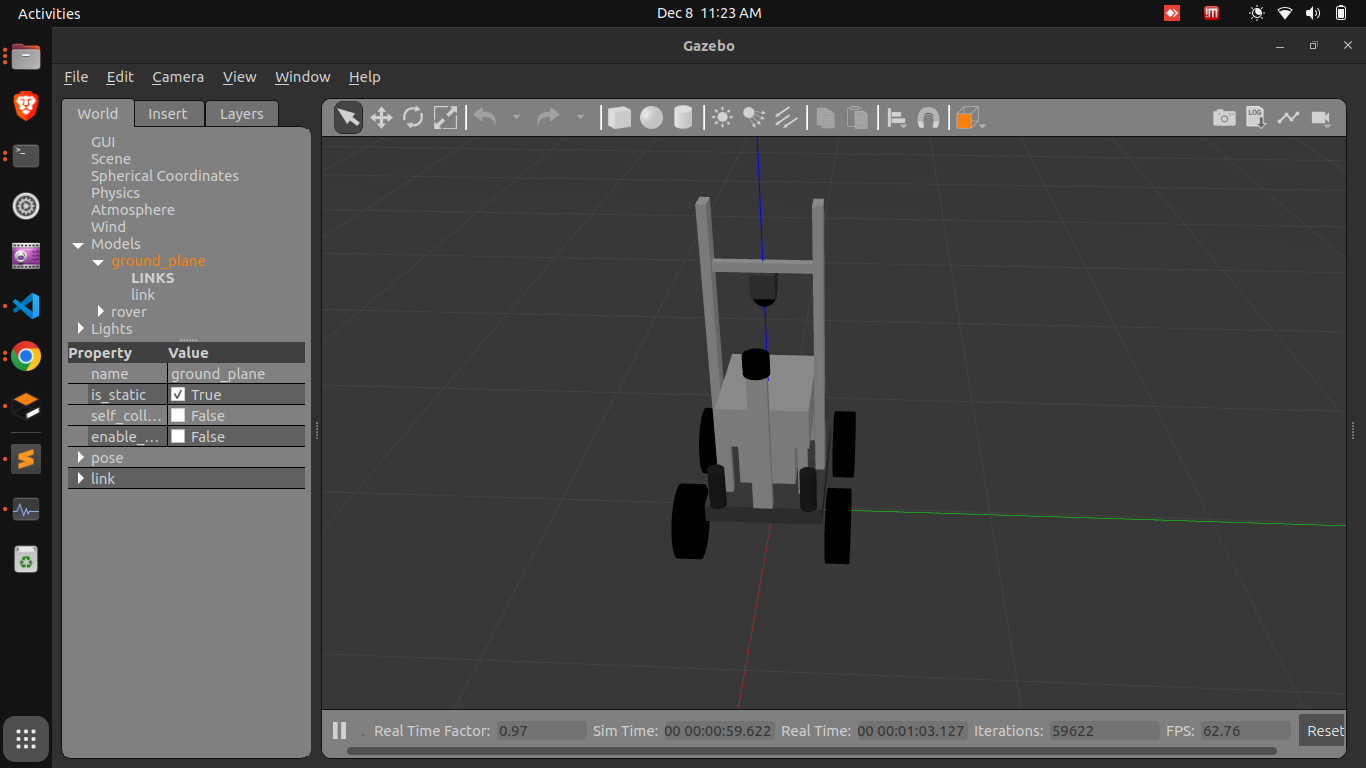 Activities
Dec 8 11:23 AM
Gazebo
File Edit Camera View Window Help
World Insert Layers
GUI
Scene
Spherical Coordinates
Physics
Atmosphere
Wind
Models
ground_plane
LINKS
link
rover
Lights
Property Value
name ground_plane
is_static True
self_coll... False
enable_... False
pose
link
LOG
Real Time Factor: 0.97 Sim Time: 00 00:00:59.622 Real Time: 00 00:01:03.127 Iterations: 59622 FPS: 62.76 Reset